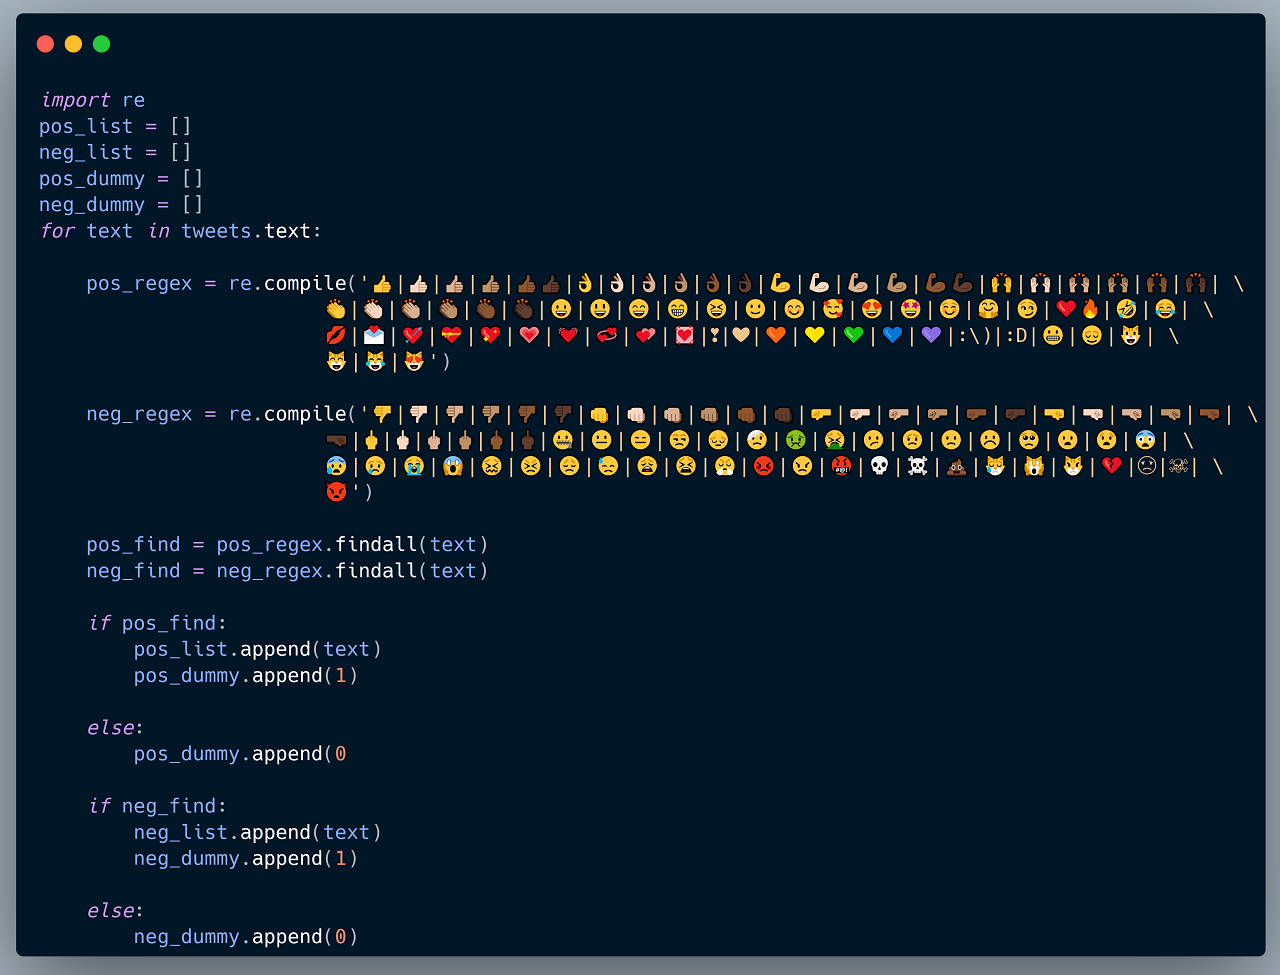 import re
pos_list = []
neg_list = []
pos_dummy = []
neg_dummy = []
for text in tweets.text:
pos_regex = re.compile('👍|👍🏻|👍🏼|👍🏽|👍🏾👍🏿|👌|👌🏻|👌🏼|👌🏽|👌🏾|👌🏿|💪|💪🏻|💪🏼|💪🏽|💪🏾💪🏿|🙌|🙌🏻|🙌🏼|🙌🏽|🙌🏾|🙌🏿| \
👏|👏🏻|👏🏼|👏🏽|👏🏾|👏🏿|😀|😃|😄|😁|😆|🙂|😊|🥰|😍|🤩|😊|🤗|😏|❤️🔥|🤣|😂| \
💋|💌|💘|💝|💖|💗|💓|💞|💕|💟|❣|💛|🧡|💛|💚|💙|💜|:\)|:D|😬|😌|😺| \
😸|😹|😻')
neg_regex = re.compile('👎|👎🏻|👎🏼|👎🏽|👎🏾|👎🏿|👊|👊🏻|👊🏼|👊🏽|👊🏾|👊🏿|🤛|🤛🏻|🤛🏼|🤛🏽|🤛🏾|🤛🏿|🤜|🤜🏻|🤜🏼|🤜🏽|🤜🏾| \
🤜🏿|🖕|🖕🏻|🖕🏼|🖕🏽|🖕🏾|🖕🏿|🤐|😐|😑|😒|😔|🤕|🤢|🤮|😕|😟|🙁|☹️|🥺|😦|😧|😨| \
😰|😥|😭|😱|😖|😣|😔|😓|😩|😫|😤|😡|😠|🤬|💀|☠️|💩|😿|🙀|😾|💔|😒|☠| \
👿')
pos_find = pos_regex.findall(text)
neg_find = neg_regex.findall(text)
if pos_find:
pos_list.append(text)
pos_dummy.append(1)
else:
pos_dummy.append(0
if neg_find:
neg_list.append(text)
neg_dummy.append(1)
else:
neg_dummy.append(0)